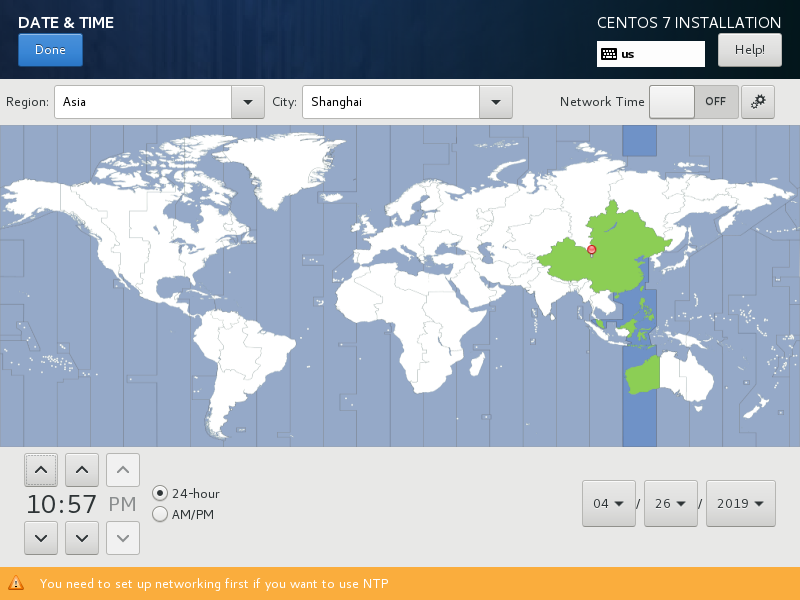 DATE & TIME
CENTOS 7 INSTALLATION
Done
us
Help!
Region: Asia City: Shanghai Network Time OFF
10:57 PM
24-hour
AM/PM
04 / 26 / 2019
You need to set up networking first if you want to use NTP